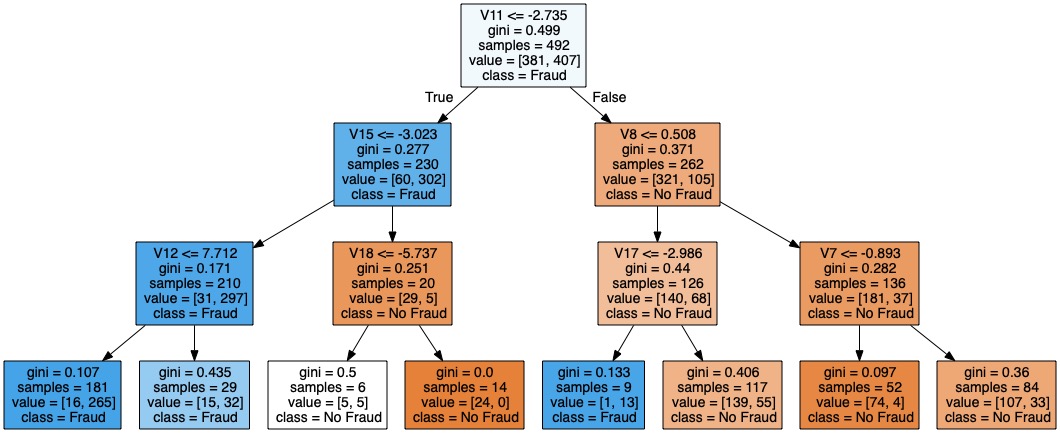 V11 <= -2.735
gini = 0.499
samples = 492
value = [381, 407]
class = Fraud
True
False
V15 <= -3.023
gini = 0.277
samples = 230
value = [60, 302]
class = Fraud
V8 <= 0.508
gini = 0.371
samples = 262
value = [321, 105]
class = No Fraud
V12 <= 7.712
gini = 0.171
samples = 210
value = [31, 297]
class = Fraud
V18 <= -5.737
gini = 0.251
samples = 20
value = [29, 5]
class = No Fraud
V17 <= -2.986
gini = 0.44
samples = 126
value = [140, 68]
class = No Fraud
V7 <= -0.893
gini = 0.282
samples = 136
value = [181, 37]
class = No Fraud
gini = 0.107
samples = 181
value = [16, 265]
class = Fraud
gini = 0.435
samples = 29
value = [15, 32]
class = Fraud
gini = 0.5
samples = 6
value = [5, 5]
class = No Fraud
gini = 0.0
samples = 14
value = [24, 0]
class = No Fraud
gini = 0.133
samples = 9
value = [1, 13]
class = Fraud
gini = 0.406
samples = 117
value = [139, 55]
class = No Fraud
gini = 0.097
samples = 52
value = [74, 4]
class = No Fraud
gini = 0.36
samples = 84
value = [107, 33]
class = No Fraud